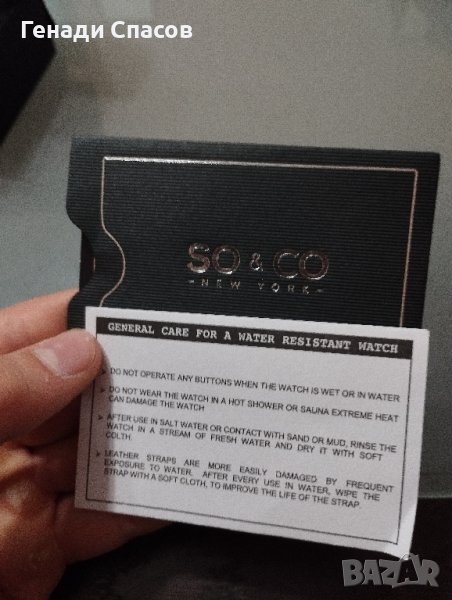 Генади Спасов
SO & CO
- NEW YORK -
GENERAL CARE FOR A WATER RESISTANT WATCH
➤ DO NOT OPERATE ANY BUTTONS WHEN THE WATCH IS WET OR IN WATER
➤ DO NOT WEAR THE WATCH IN A HOT SHOWER OR SAUNA EXTREME HEAT
CAN DAMAGE THE WATCH
➤ AFTER USE IN SALT WATER OR CONTACT WITH SAND OR MUD, RINSE THE
WATCH IN A STREAM OF FRESH WATER AND DRY IT WITH SOFT
COLTH.
➤ LEATHER STRAPS ARE MORE EASILY DAMAGED BY FREQUENT
EXPOSURE TO WATER. AFTER EVERY USE IN WATER, WIPE THE
STRAP WITH A SOFT CLOTH, TO IMPROVE THE LIFE OF THE STRAP.
BAZAR